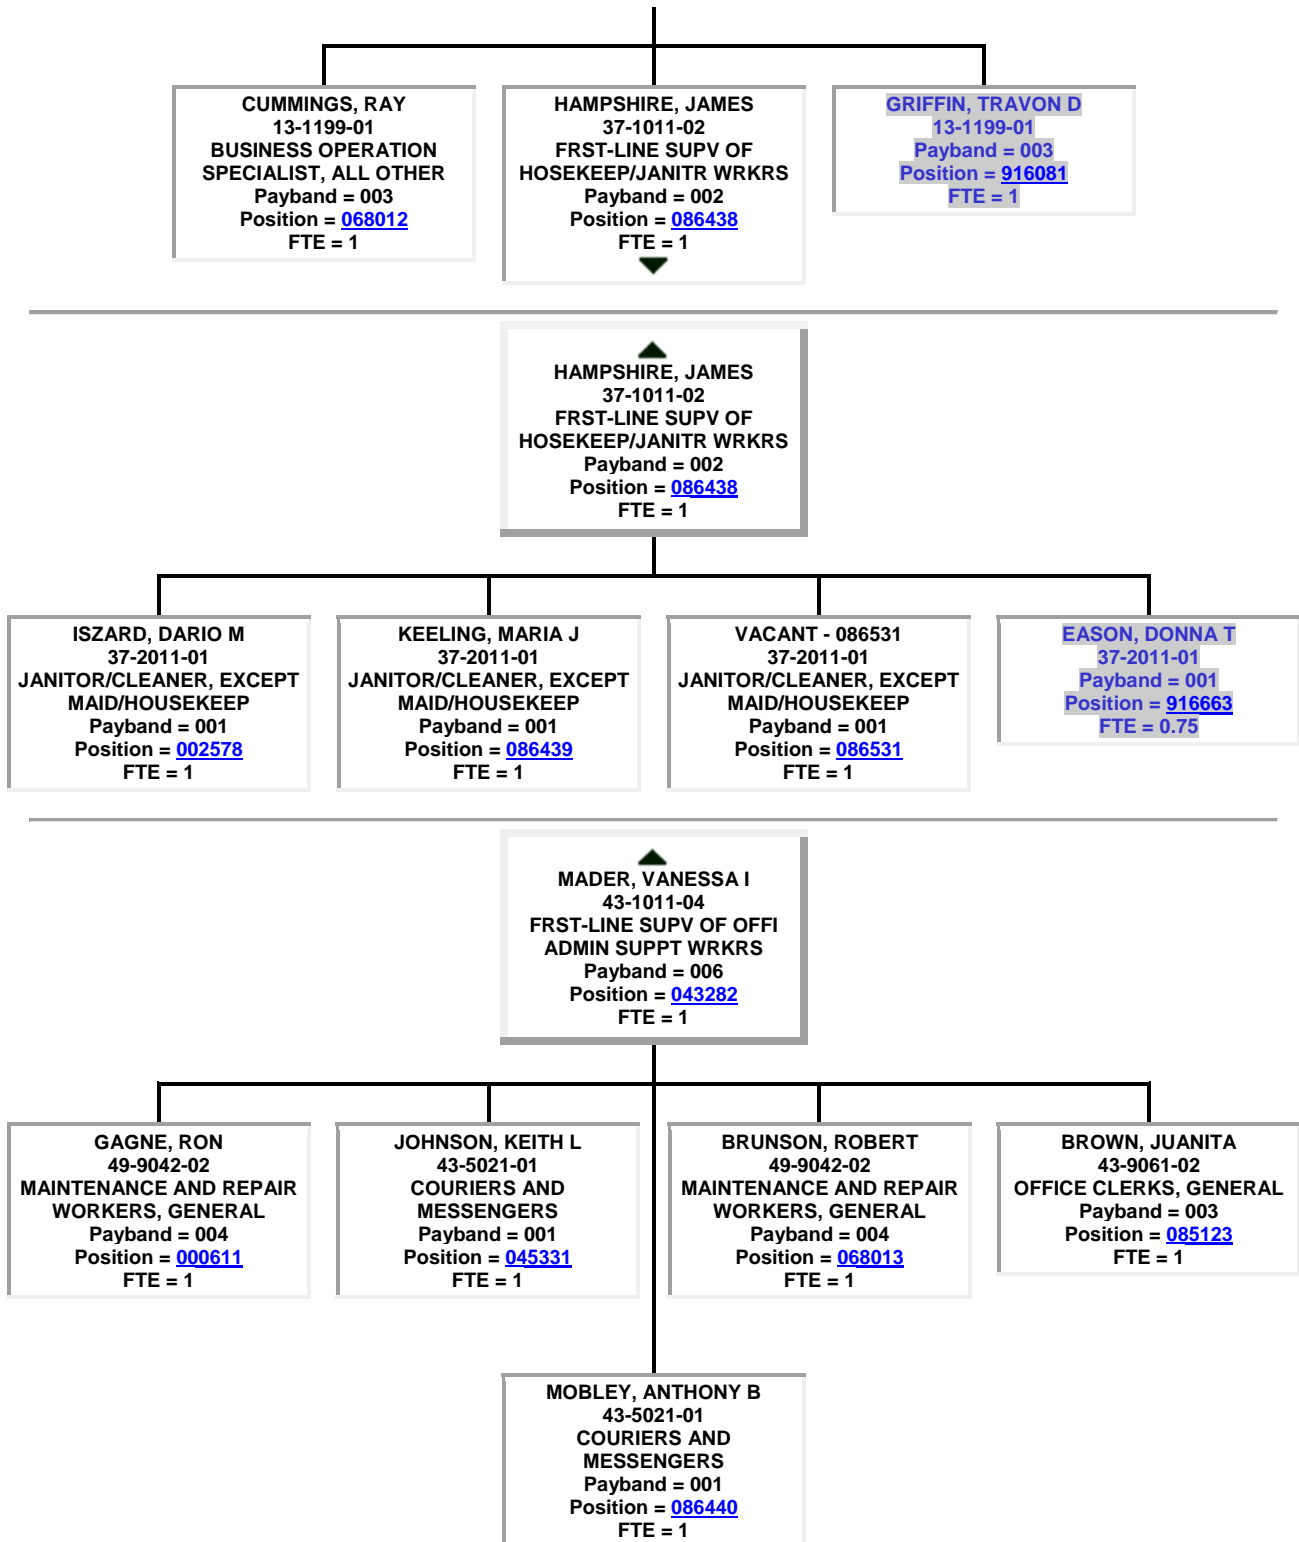 CUMMINGS, RAY
13-1199-01
BUSINESS OPERATION
SPECIALIST, ALL OTHER
Payband = 003
Position = 068012
FTE = 1
HAMPSHIRE, JAMES
37-1011-02
FRST-LINE SUPV OF
HOSEKEEP/JANITR WRKRS
Payband = 002
Position = 086438
FTE = 1
GRIFFIN, TRAVON D
13-1199-01
Payband = 003
Position = 916081
FTE = 1
HAMPSHIRE, JAMES
37-1011-02
FRST-LINE SUPV OF
HOSEKEEP/JANITR WRKRS
Payband = 002
Position = 086438
FTE = 1
ISZARD, DARIO M
37-2011-01
JANITOR/CLEANER, EXCEPT
MAID/HOUSEKEEP
Payband = 001
Position = 002578
FTE = 1
KEELING, MARIA J
37-2011-01
JANITOR/CLEANER, EXCEPT
MAID/HOUSEKEEP
Payband = 001
Position = 086439
FTE = 1
VACANT - 086531
37-2011-01
JANITOR/CLEANER, EXCEPT
MAID/HOUSEKEEP
Payband = 001
Position = 086531
FTE = 1
EASON, DONNA T
37-2011-01
Payband = 001
Position = 916663
FTE = 0.75
MADER, VANESSA I
43-1011-04
FRST-LINE SUPV OF OFFI
ADMIN SUPPT WRKRS
Payband = 006
Position = 043282
FTE = 1
GAGNE, RON
49-9042-02
MAINTENANCE AND REPAIR
WORKERS, GENERAL
Payband = 004
Position = 000611
FTE = 1
JOHNSON, KEITH L
43-5021-01
COURIERS AND
MESSENGERS
Payband = 001
Position = 045331
FTE = 1
BRUNSON, ROBERT
49-9042-02
MAINTENANCE AND REPAIR
WORKERS, GENERAL
Payband = 004
Position = 068013
FTE = 1
BROWN, JUANITA
43-9061-02
OFFICE CLERKS, GENERAL
Payband = 003
Position = 085123
FTE = 1
MOBLEY, ANTHONY B
43-5021-01
COURIERS AND
MESSENGERS
Payband = 001
Position = 086440
FTE = 1